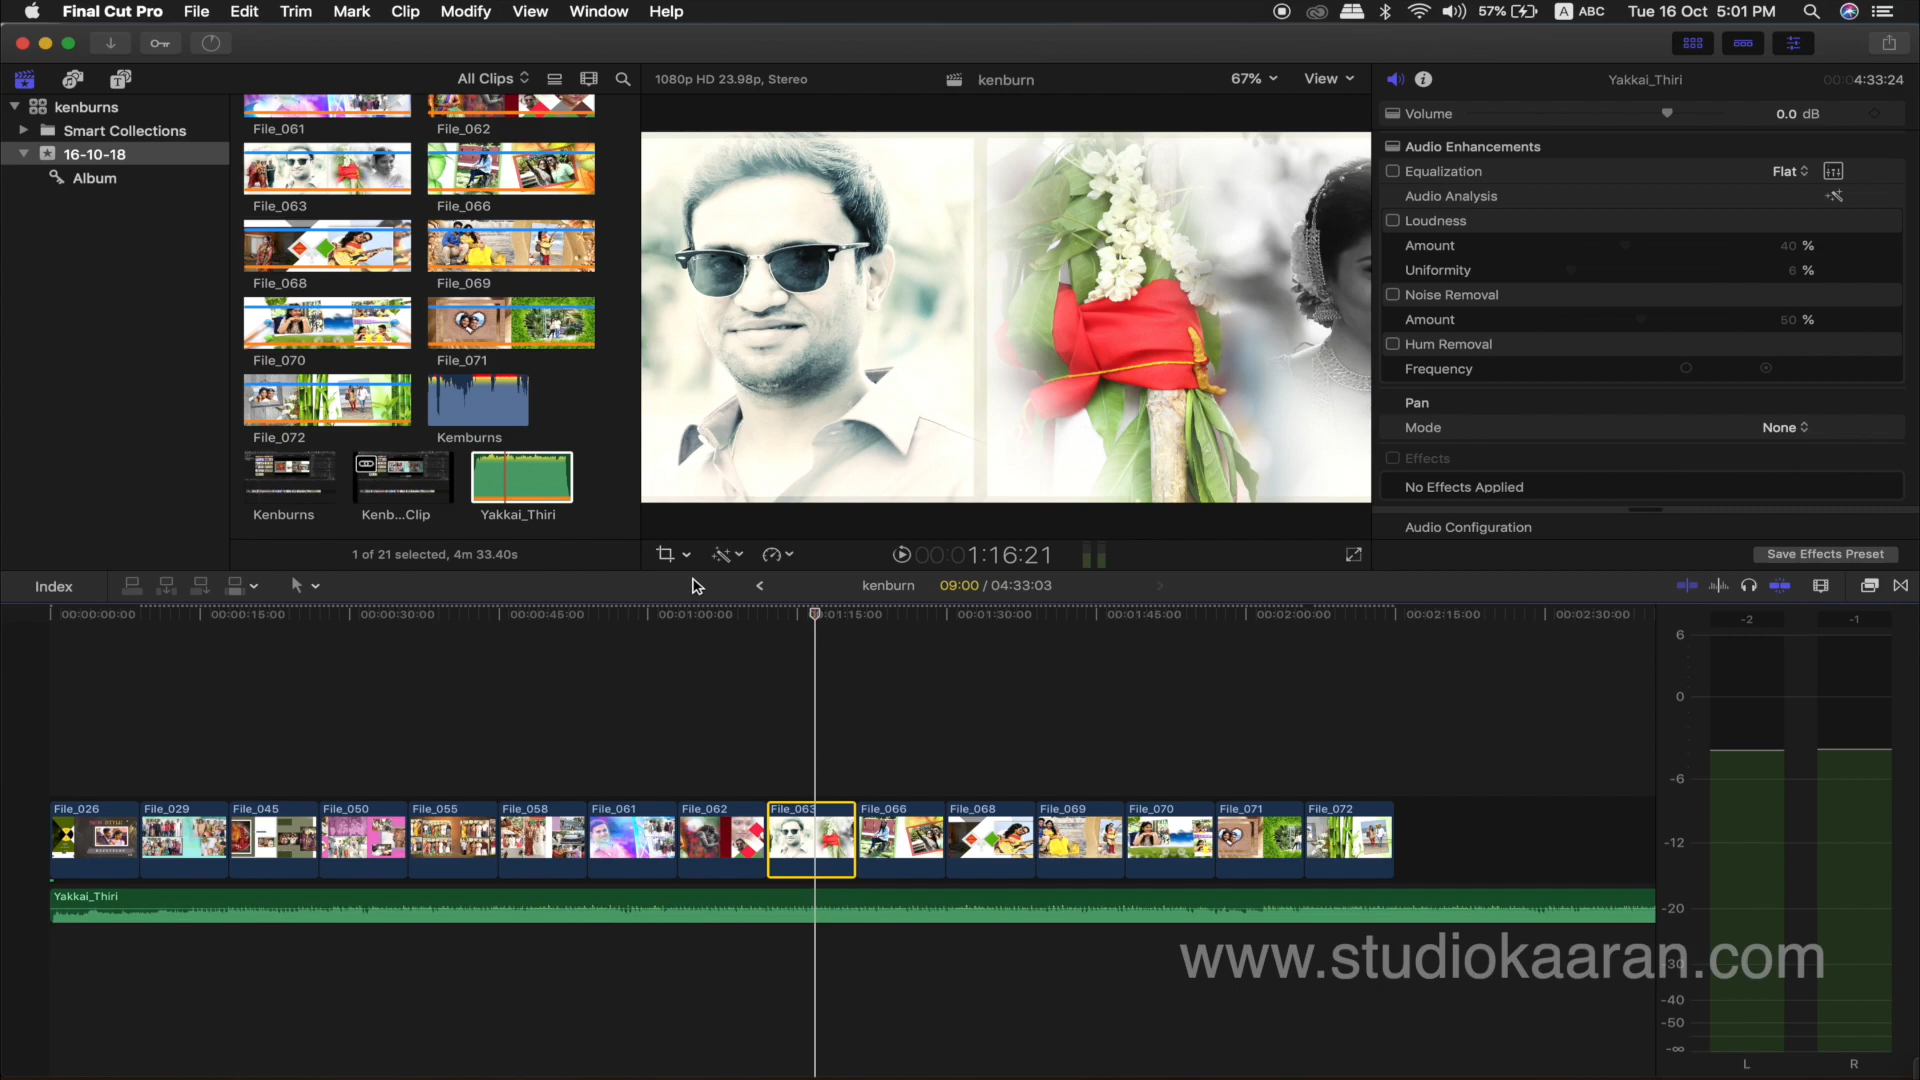 Final Cut Pro File Edit Trim Mark Clip Modify View Window Help 57% A ABC Tue 16 Oct 5:01 PM
All Clips 1080p HD 23.98p, Stereo kenburn 67% View Yakkai_Thiri 00:04:33:24
kenburns
Smart Collections
16-10-18
Album
File_061 File_062
File_063 File_066
File_068 File_069
File_070 File_071
File_072 Kemburns
Kenburns Kenb...Clip Yakkai_Thiri
1 of 21 selected, 4m 33.40s
00:00:1:16:21
Volume 0.0 dB
Audio Enhancements
Equalization Flat
Audio Analysis
Loudness
Amount 40 %
Uniformity 6 %
Noise Removal
Amount 50 %
Hum Removal
Frequency
Pan
Mode None
Effects
No Effects Applied
Audio Configuration
Save Effects Preset
Index kenburn 09:00 / 04:33:03
00:00:00:00 00:00:15:00 00:00:30:00 00:00:45:00 00:01:00:00 00:01:15:00 00:01:30:00 00:01:45:00 00:02:00:00 00:02:15:00 00:02:30:00
File_026 File_029 File_045 File_050 File_055 File_058 File_061 File_062 File_063 File_066 File_068 File_069 File_070 File_071 File_072
Yakkai_Thiri
-2 -1
6
0
-6
-12
-20
-30
-40
-50
-∞
L R
www.studiokaaran.com